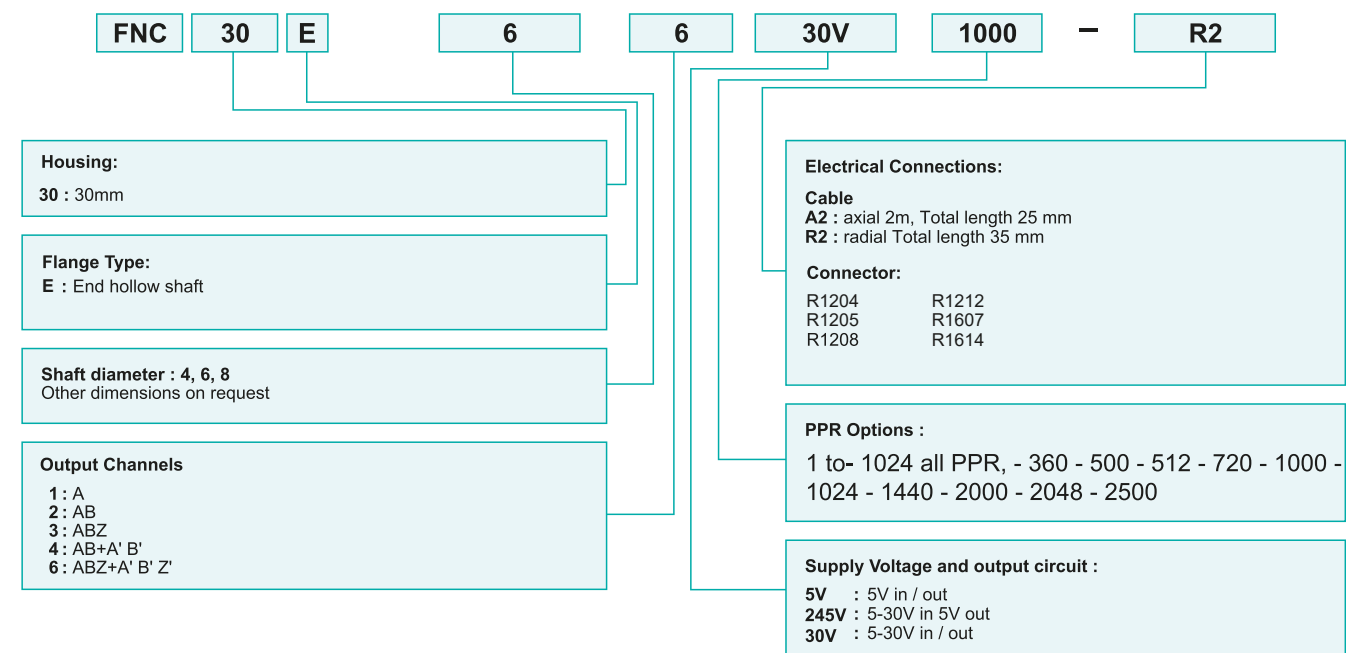 FNC 30 E 6 6 30V 1000 – R2
Housing:
30 : 30mm
Flange Type:
E : End hollow shaft
Shaft diameter : 4, 6, 8
Other dimensions on request
Output Channels
1 : A
2 : AB
3 : ABZ
4 : AB+A' B'
6 : ABZ+A' B' Z'
Electrical Connections:
Cable
A2 : axial 2m, Total length 25 mm
R2 : radial Total length 35 mm
Connector:
R1204 R1212
R1205 R1607
R1208 R1614
PPR Options :
1 to- 1024 all PPR, - 360 - 500 - 512 - 720 - 1000 -
1024 - 1440 - 2000 - 2048 - 2500
Supply Voltage and output circuit :
5V : 5V in / out
245V : 5-30V in 5V out
30V : 5-30V in / out